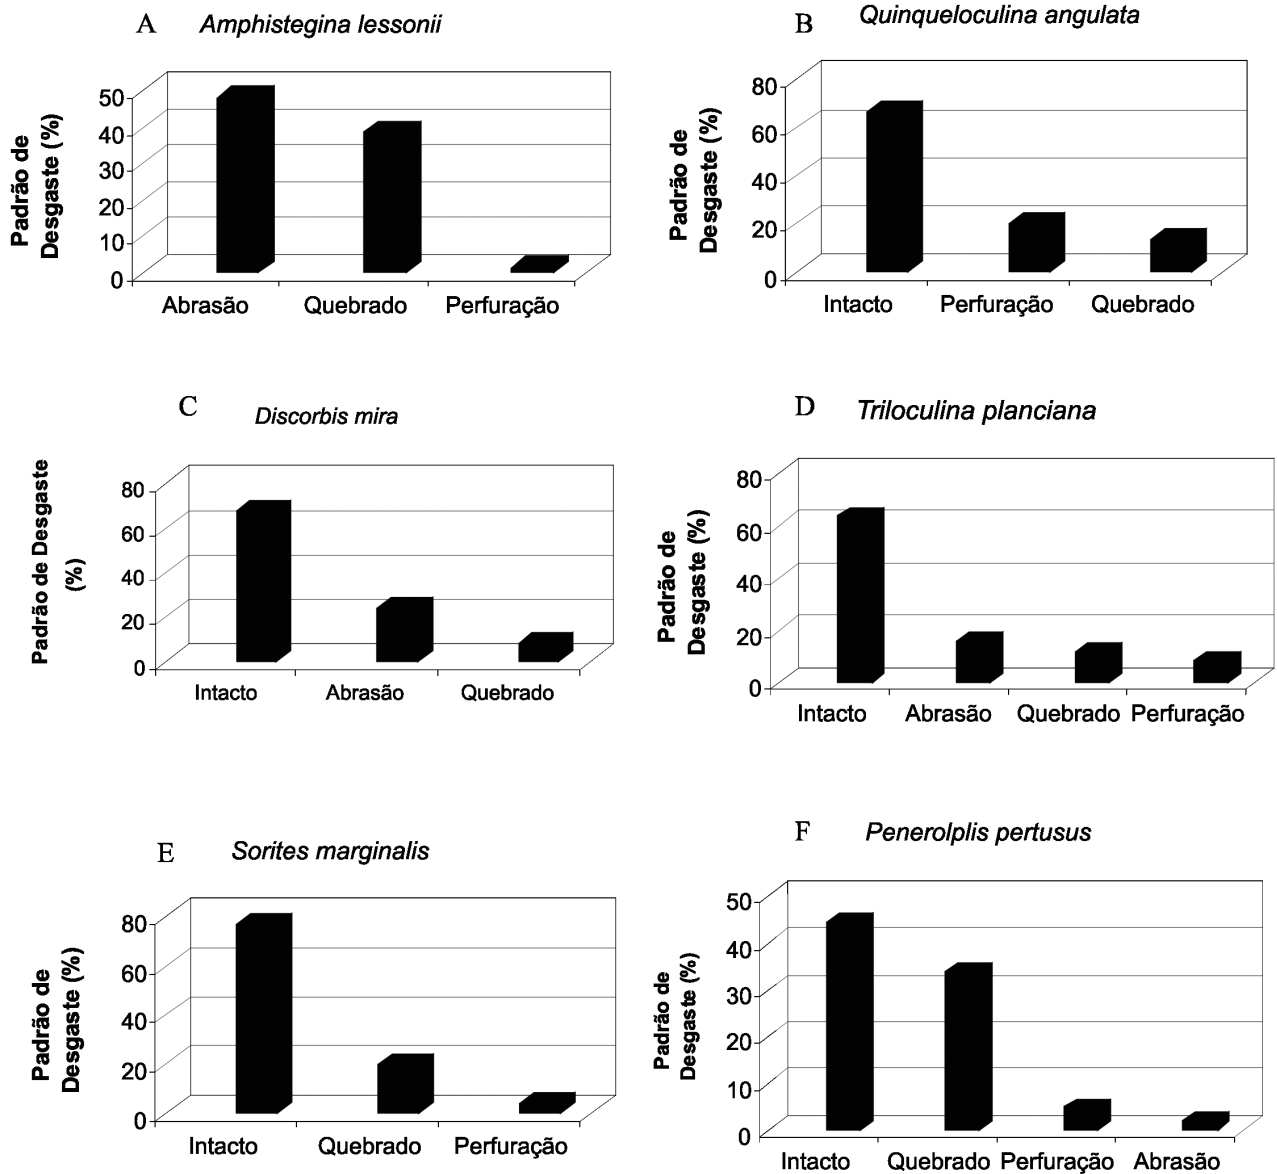 A Amphistegina lessonii
Padrão de
Desgaste (%)
50
40
30
20
10
0
Abrasão Quebrado Perfuração
B Quinqueloculina angulata
Padrão de
Desgaste (%)
80
60
40
20
0
Intacto Perfuração Quebrado
C Discorbis mira
Padrão de Desgaste
(%)
80
60
40
20
0
Intacto Abrasão Quebrado
D Triloculina planciana
Padrão de
Desgaste (%)
80
60
40
20
0
Intacto Abrasão Quebrado Perfuração
E Sorites marginalis
Padrão de
Desgaste (%)
80
60
40
20
0
Intacto Quebrado Perfuração
F Penerolplis pertusus
Padrão de
Desgaste (%)
50
40
30
20
10
0
Intacto Quebrado Perfuração Abrasão